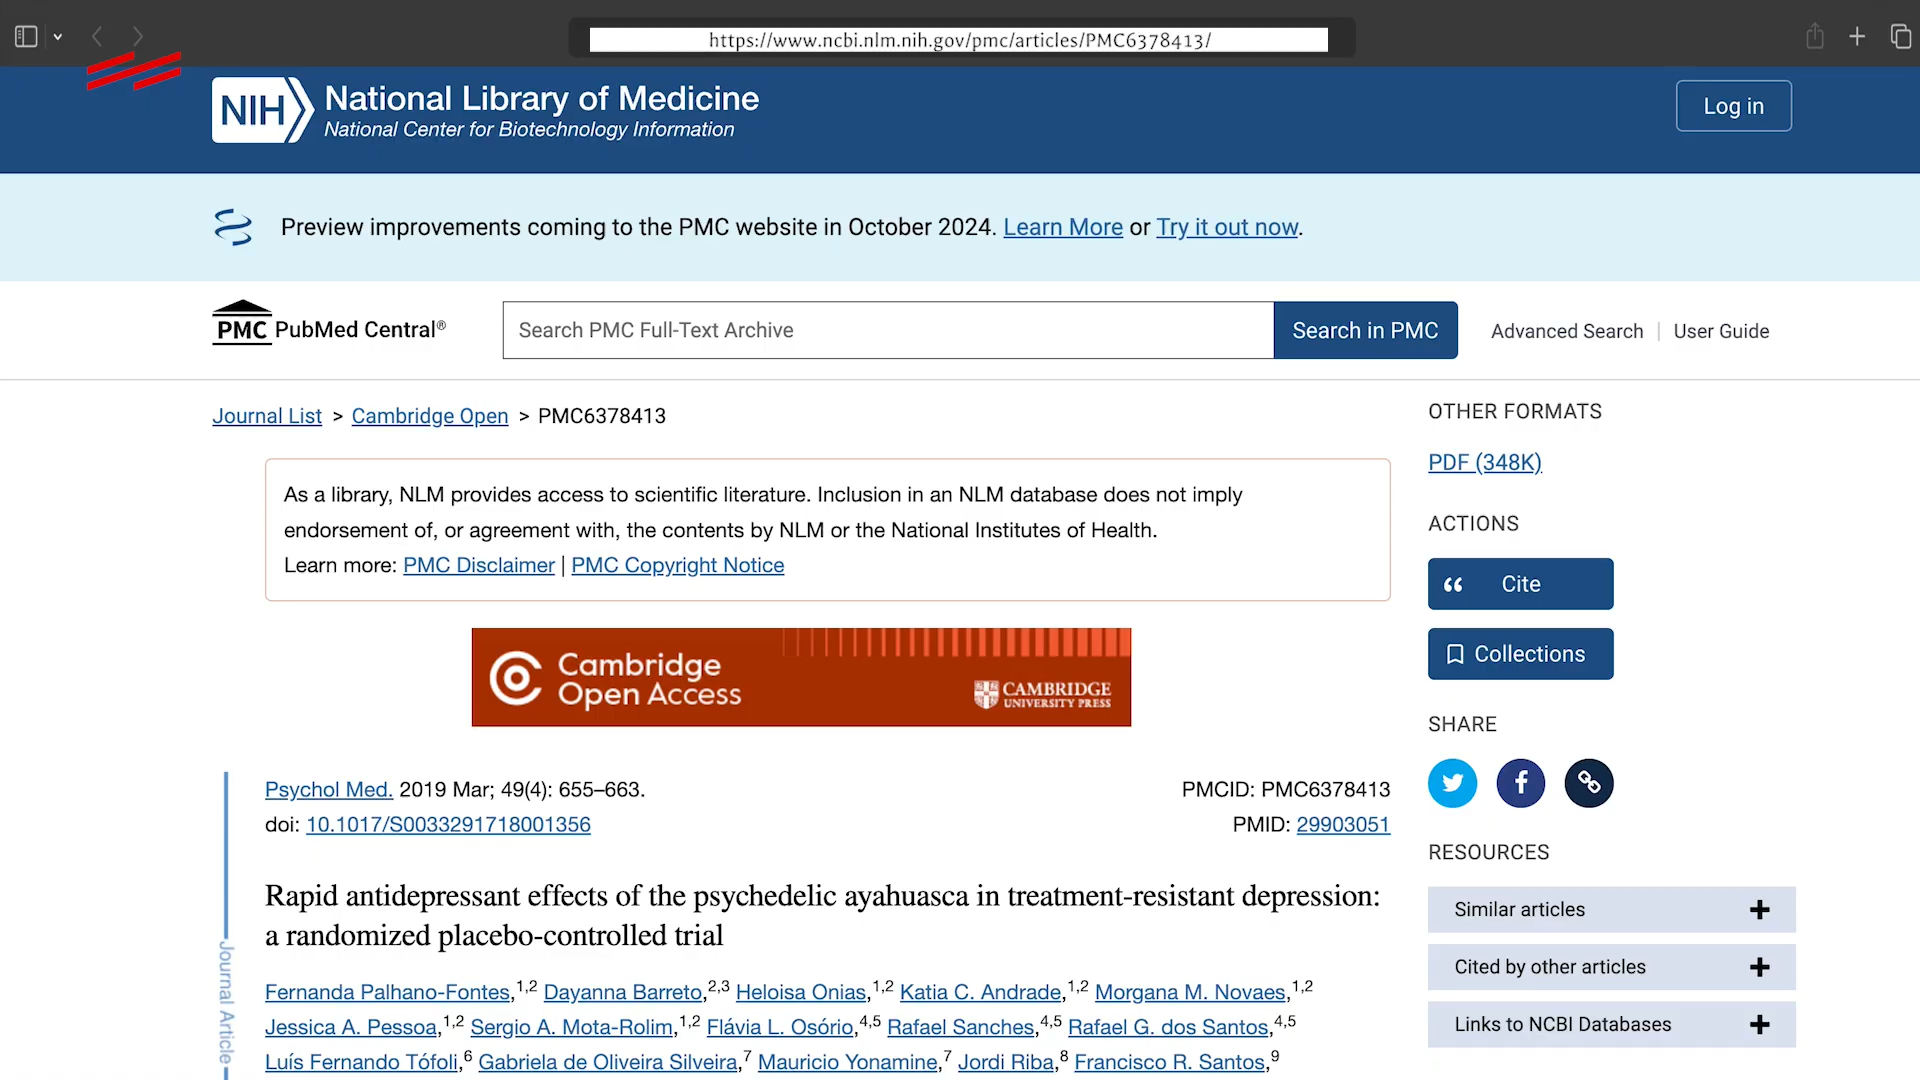 https://www.ncbi.nlm.nih.gov/pmc/articles/PMC6378413/
NIH National Library of Medicine
National Center for Biotechnology Information
Log in
Preview improvements coming to the PMC website in October 2024. Learn More or Try it out now.
PMC PubMed Central®
Search PMC Full-Text Archive
Search in PMC
Advanced Search | User Guide
Journal List > Cambridge Open > PMC6378413
As a library, NLM provides access to scientific literature. Inclusion in an NLM database does not imply
endorsement of, or agreement with, the contents by NLM or the National Institutes of Health.
Learn more: PMC Disclaimer | PMC Copyright Notice
Cambridge
Open Access
CAMBRIDGE
UNIVERSITY PRESS
Journal Article
Psychol Med. 2019 Mar; 49(4): 655–663.
PMCID: PMC6378413
doi: 10.1017/S0033291718001356
PMID: 29903051
Rapid antidepressant effects of the psychedelic ayahuasca in treatment-resistant depression:
a randomized placebo-controlled trial
Fernanda Palhano-Fontes,1,2 Dayanna Barreto,2,3 Heloisa Onias,1,2 Katia C. Andrade,1,2 Morgana M. Novaes,1,2
Jessica A. Pessoa,1,2 Sergio A. Mota-Rolim,1,2 Flávia L. Osório,4,5 Rafael Sanches,4,5 Rafael G. dos Santos,4,5
Luís Fernando Tófoli,6 Gabriela de Oliveira Silveira,7 Mauricio Yonamine,7 Jordi Riba,8 Francisco R. Santos,9
OTHER FORMATS
PDF (348K)
ACTIONS
Cite
Collections
SHARE
RESOURCES
Similar articles
Cited by other articles
Links to NCBI Databases